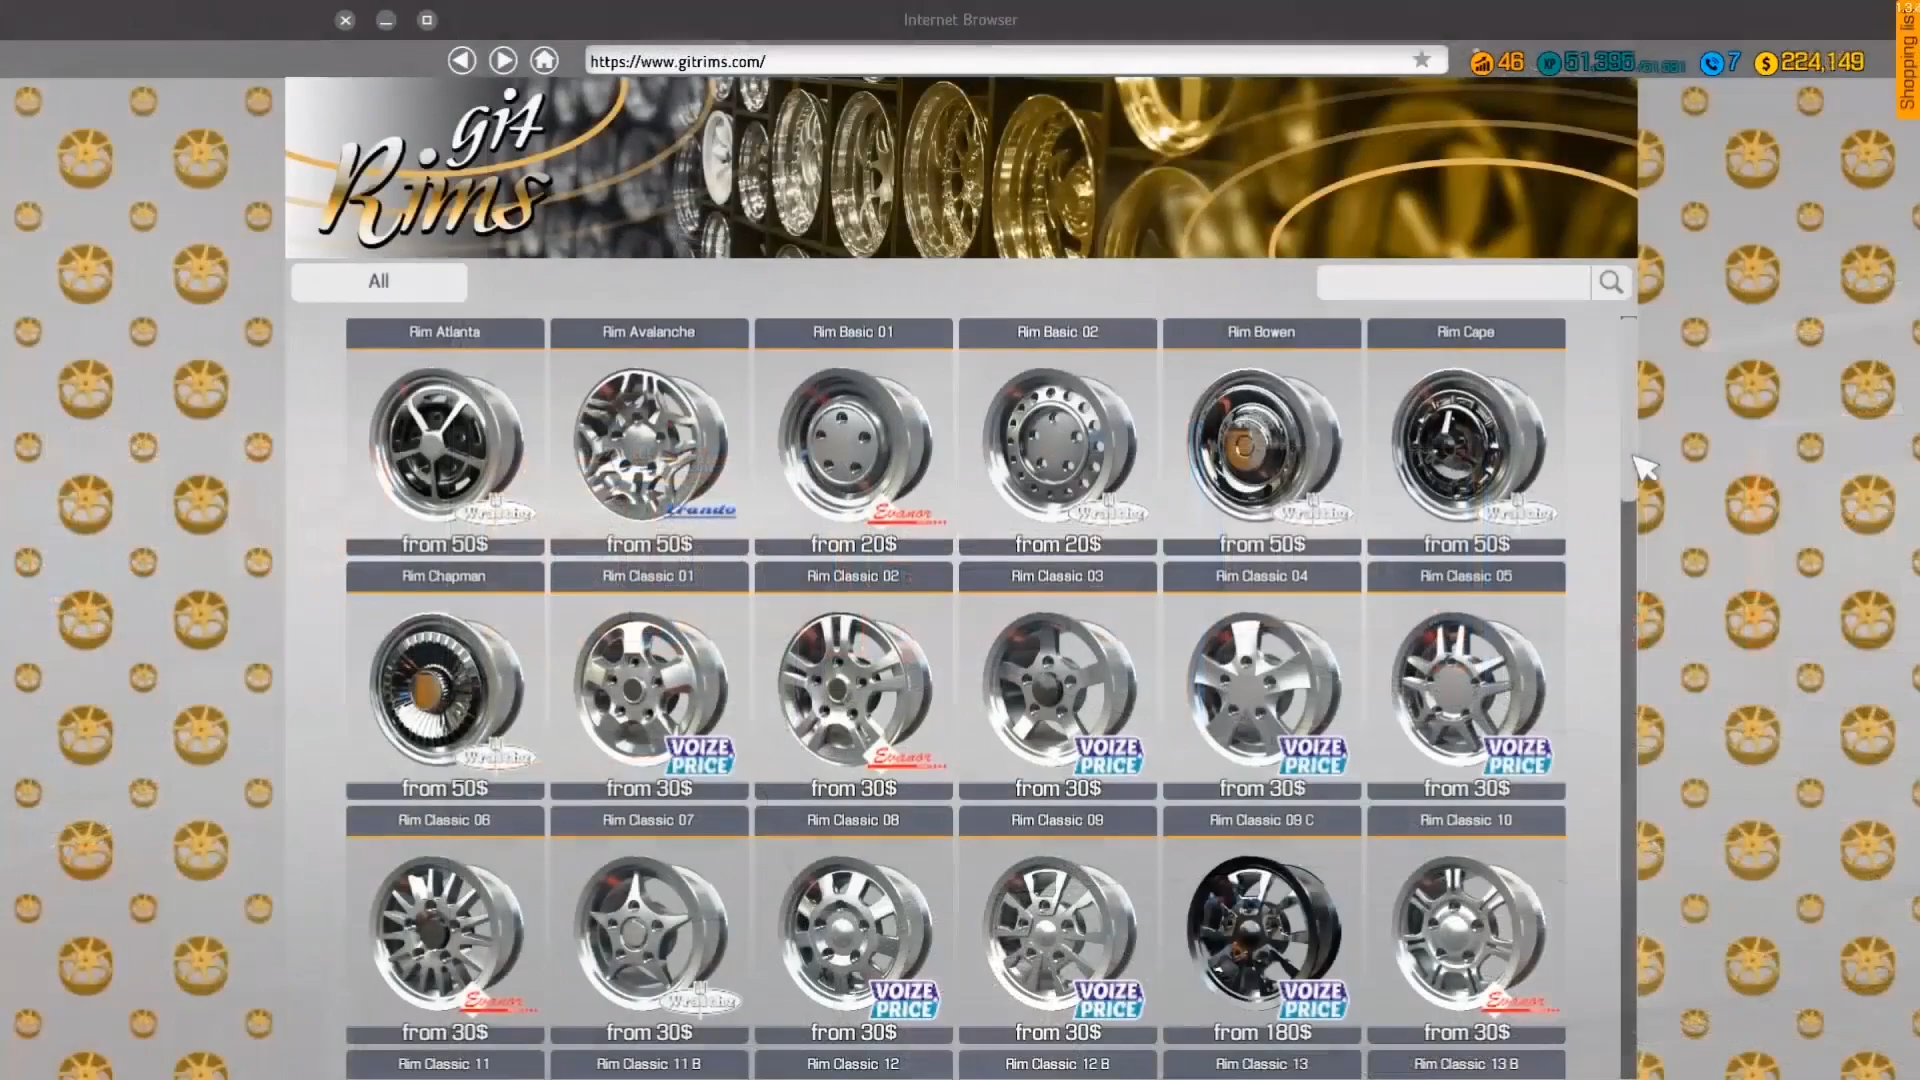 Internet Browser
https://www.gitrims.com/
46
51,395
7
224,149
Shopping list
git
Rims
All
Rim Atlanta
Rim Avalanche
Rim Basic 01
Rim Basic 02
Rim Bowen
Rim Cape
Wrathing
Evanor
from 50$
from 50$
from 20$
from 20$
from 50$
from 50$
Rim Chapman
Rim Classic 01
Rim Classic 02
Rim Classic 03
Rim Classic 04
Rim Classic 05
VOIZE PRICE
Evanor
VOIZE PRICE
VOIZE PRICE
VOIZE PRICE
from 50$
from 30$
from 30$
from 30$
from 30$
from 30$
Rim Classic 06
Rim Classic 07
Rim Classic 08
Rim Classic 09
Rim Classic 09 C
Rim Classic 10
Evanor
VOIZE PRICE
VOIZE PRICE
VOIZE PRICE
Evanor
from 30$
from 30$
from 30$
from 30$
from 180$
from 30$
Rim Classic 11
Rim Classic 11 B
Rim Classic 12
Rim Classic 12 B
Rim Classic 13
Rim Classic 13 B